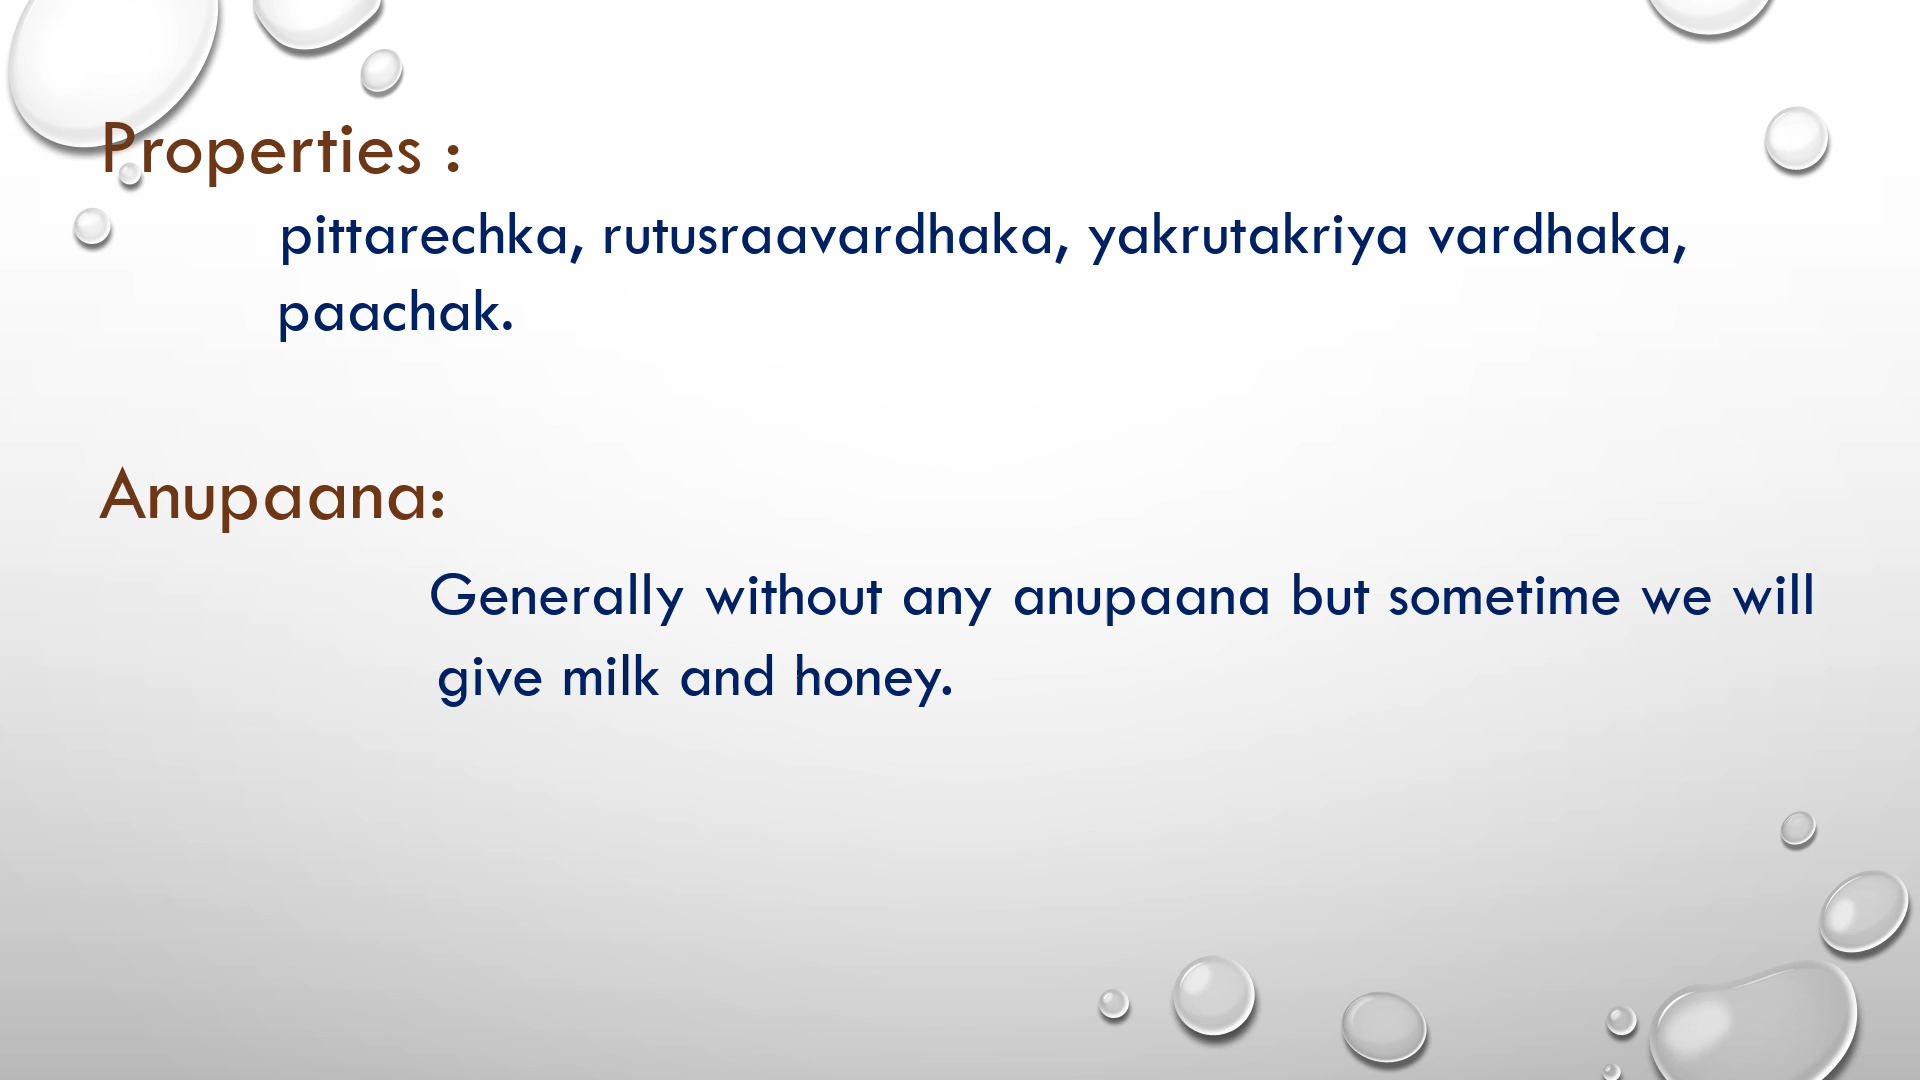 Properties :
pittarechka, rutusraavardhaka, yakrutakriya vardhaka,
paachak.
Anupaana:
Generally without any anupaana but sometime we will
give milk and honey.